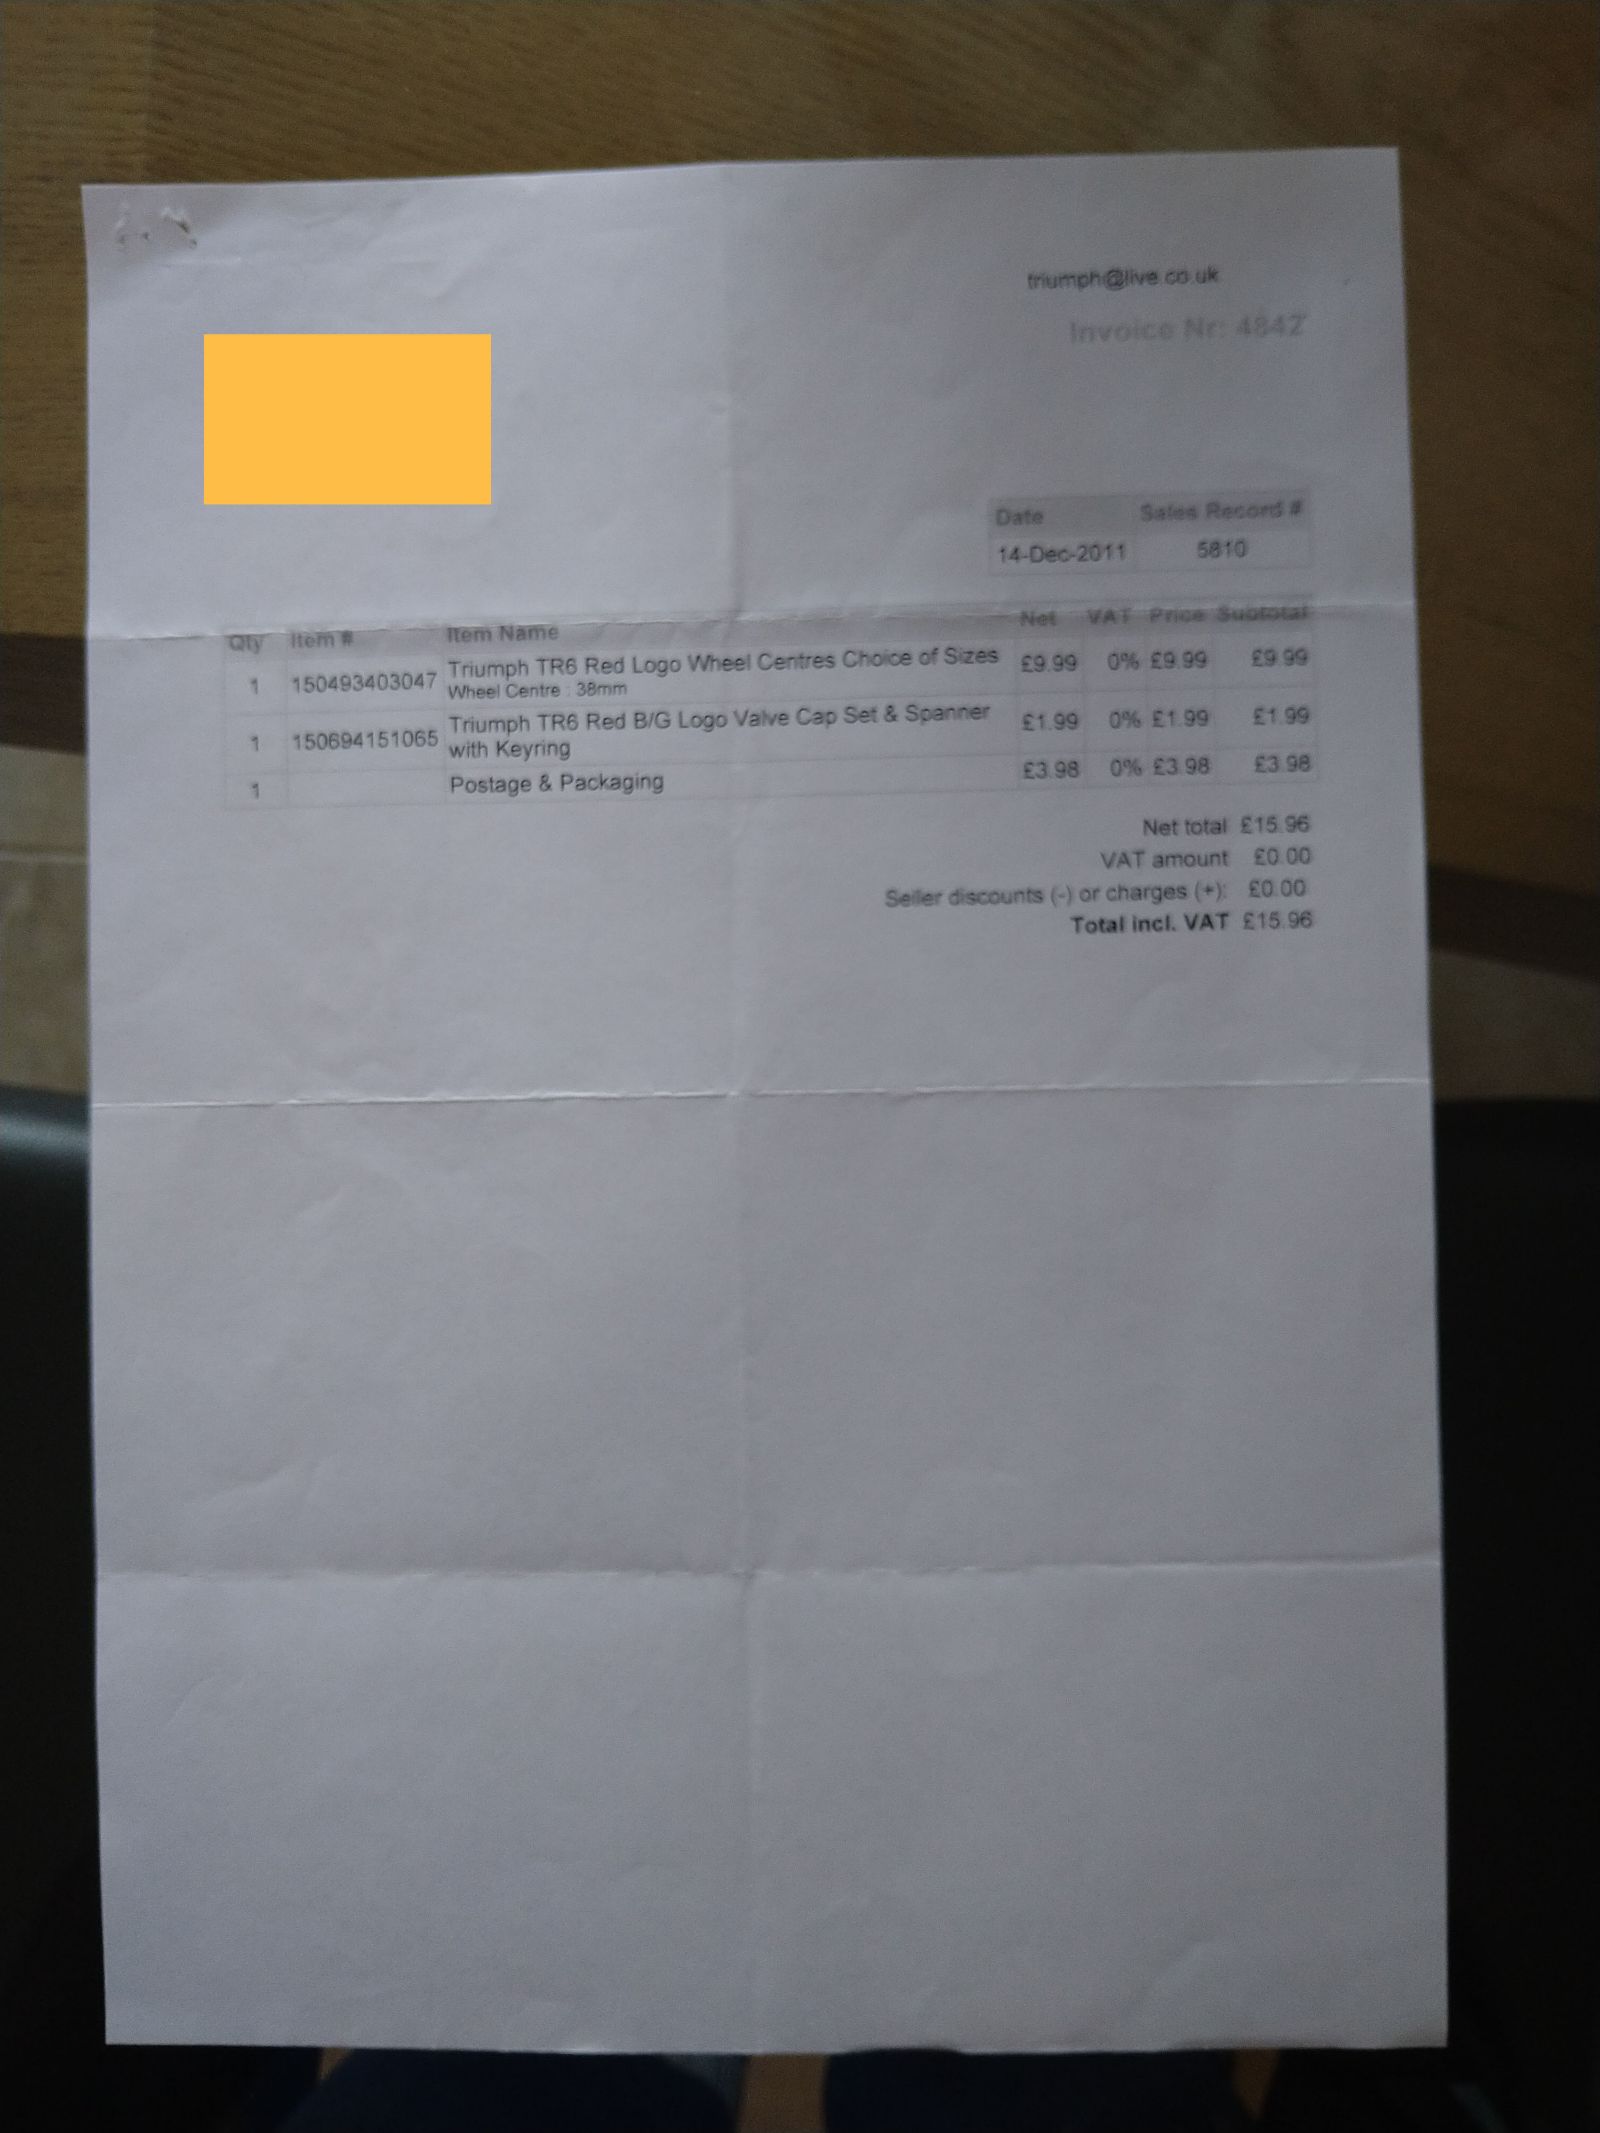 triumph@live.co.uk
Invoice Nr: 4842
Date Sales Record #
14-Dec-2011 5810
Qty Item # Item Name Net VAT Price Subtotal
1 150493403047 Triumph TR6 Red Logo Wheel Centres Choice of Sizes £9.99 0% £9.99 £9.99
Wheel Centre : 38mm
1 150694151065 Triumph TR6 Red B/G Logo Valve Cap Set & Spanner £1.99 0% £1.99 £1.99
with Keyring
1 Postage & Packaging £3.98 0% £3.98 £3.98
Net total £15.96
VAT amount £0.00
Seller discounts (-) or charges (+): £0.00
Total incl. VAT £15.96